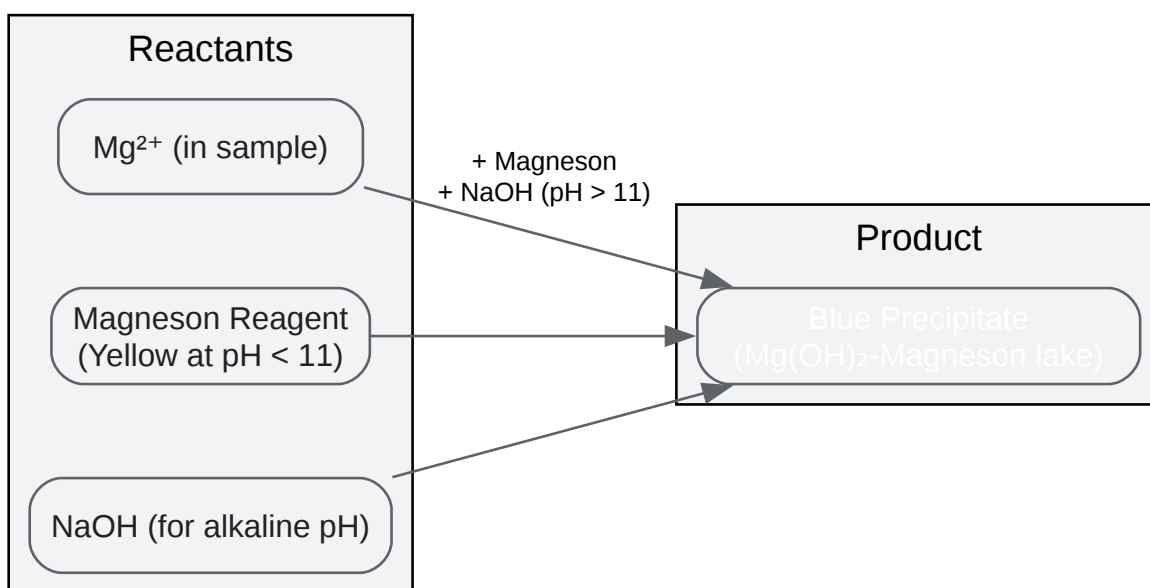 Reactants
Mg²⁺ (in sample)
+ Magneson
+ NaOH (pH > 11)
Product
Magneson Reagent
(Yellow at pH < 11)
Blue Precipitate
(Mg(OH)₂-Magneson lake)
NaOH (for alkaline pH)